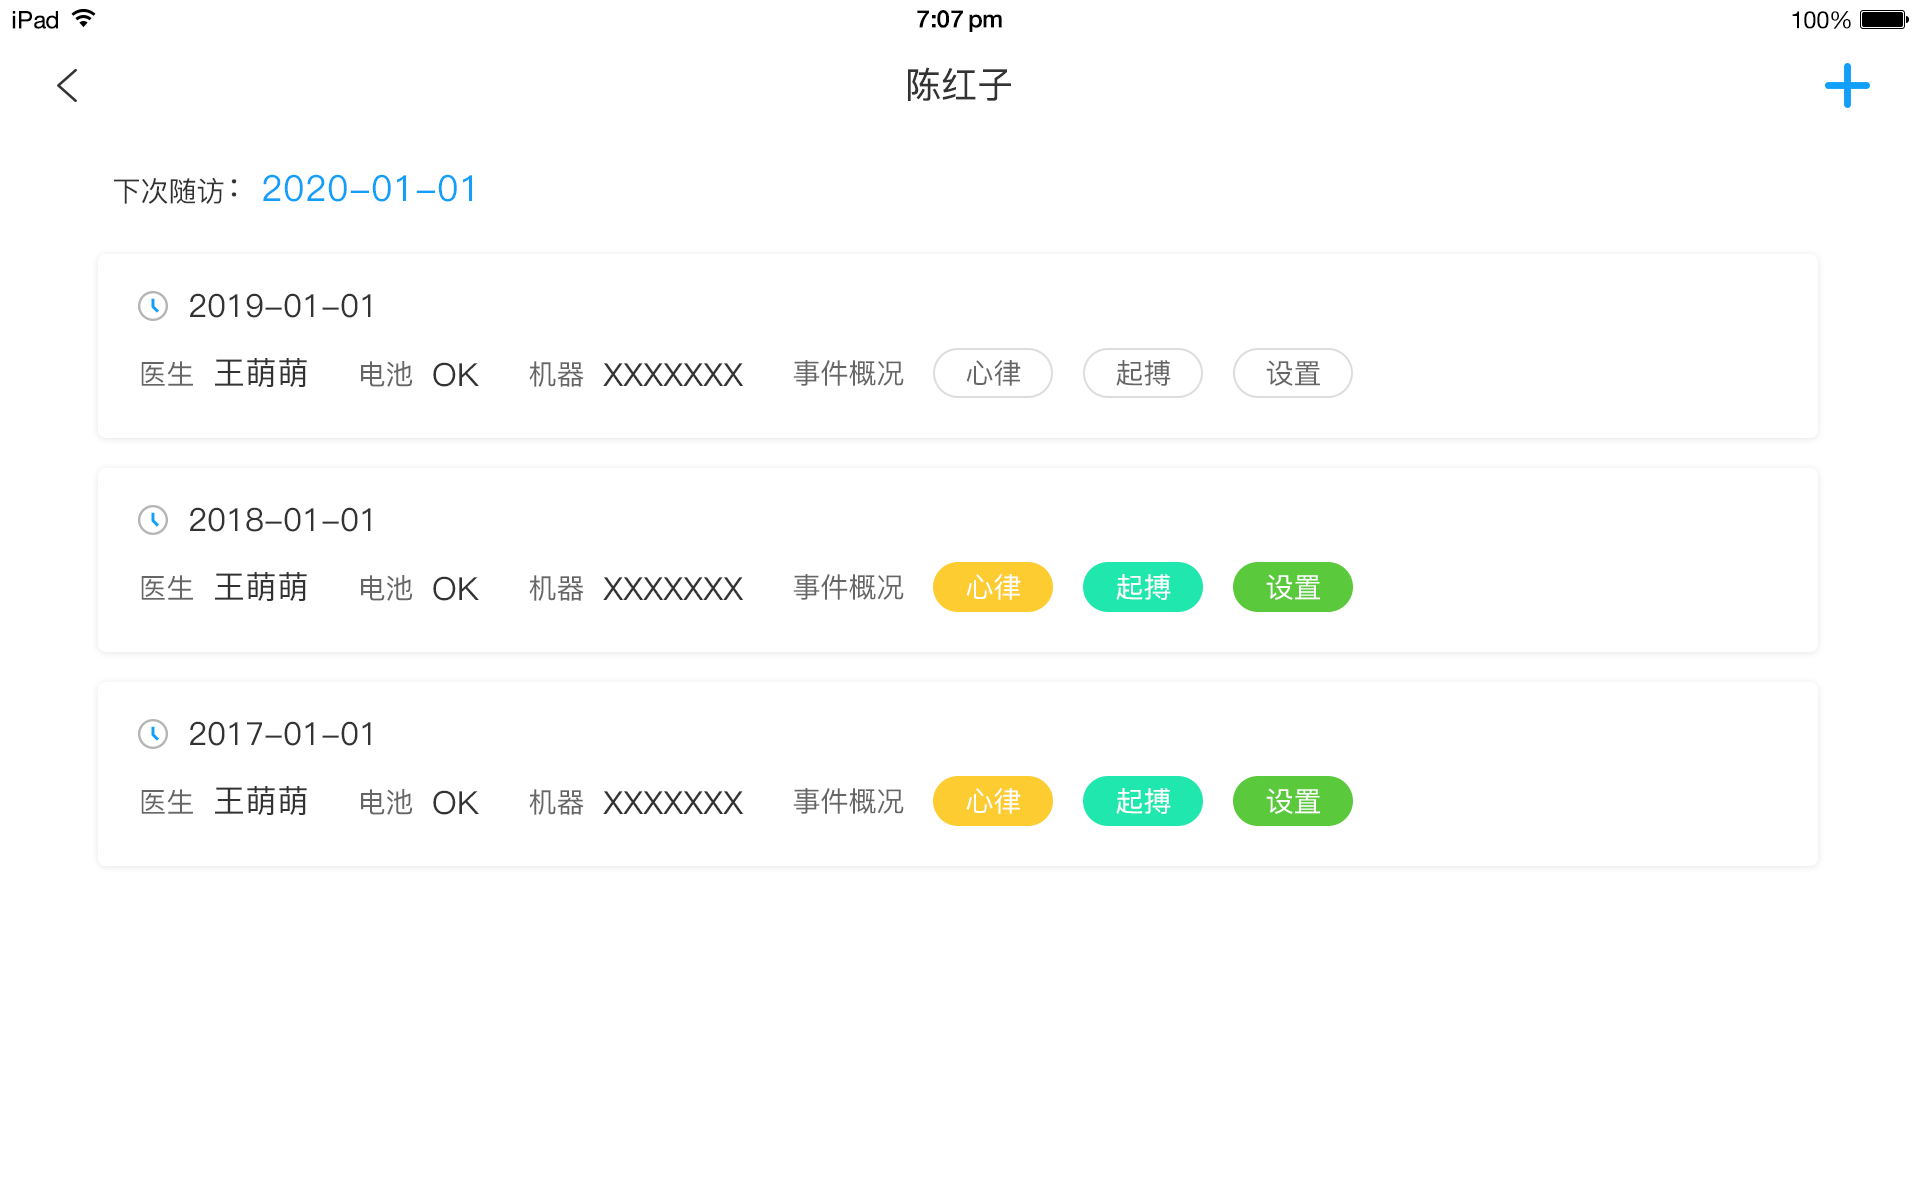 iPad 7:07 pm 100%
陈红子
下次随访： 2020-01-01
2019-01-01
医生 王萌萌 电池 OK 机器 XXXXXXX 事件概况 心律 起搏 设置
2018-01-01
医生 王萌萌 电池 OK 机器 XXXXXXX 事件概况 心律 起搏 设置
2017-01-01
医生 王萌萌 电池 OK 机器 XXXXXXX 事件概况 心律 起搏 设置